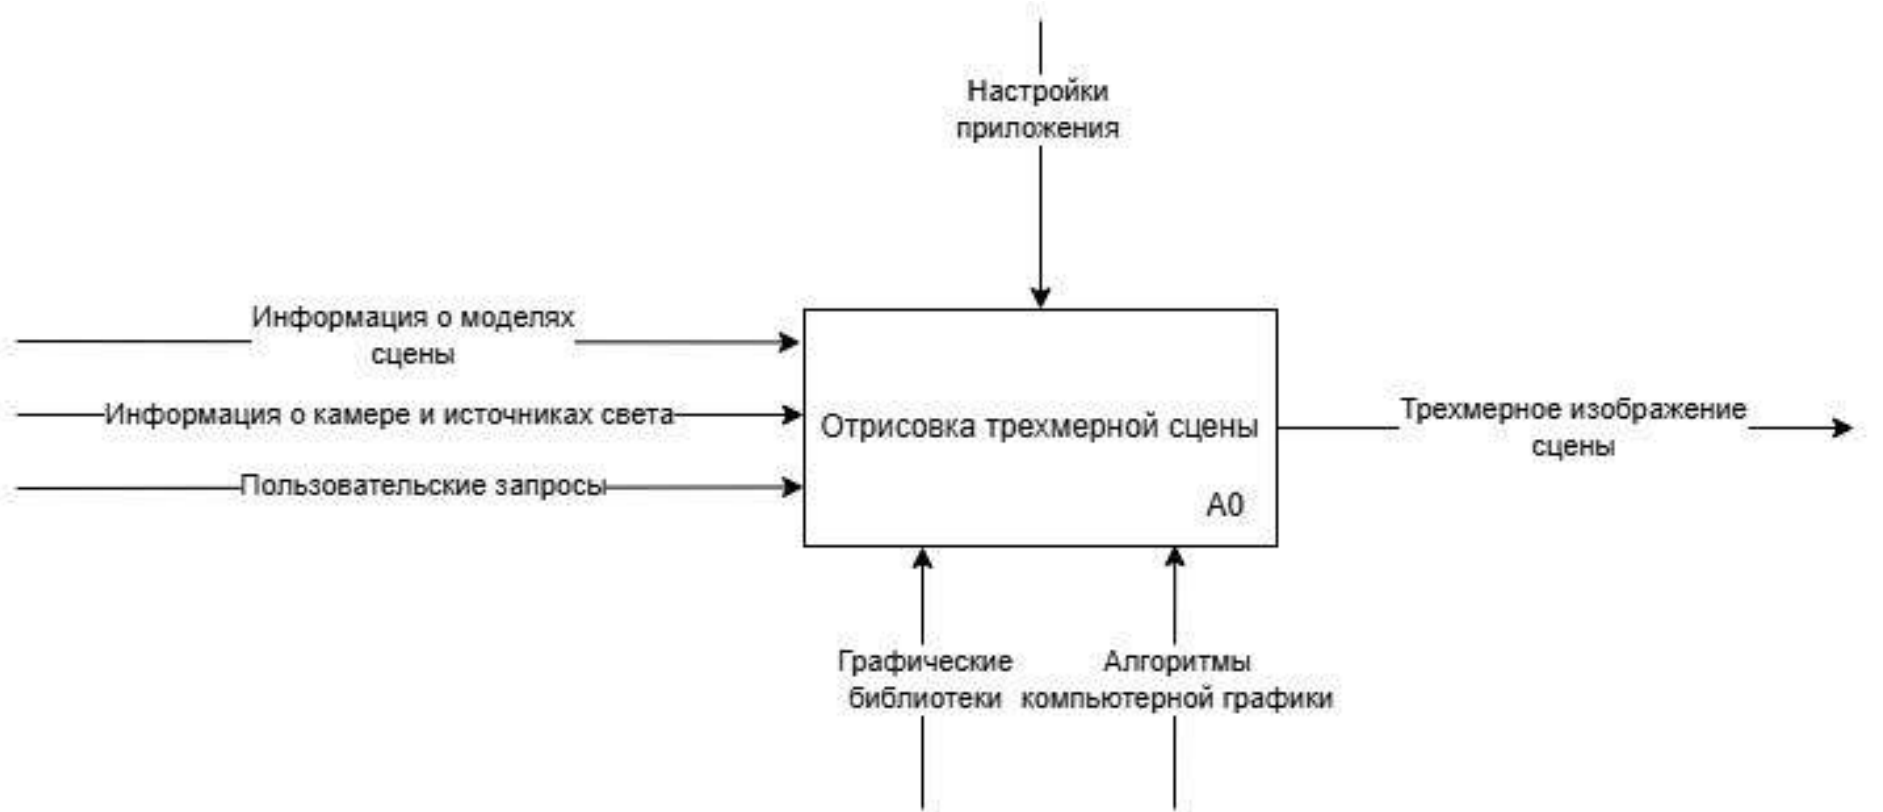 Настройки
приложения
Информация о моделях
сцены
Информация о камере и источниках света
Пользовательские запросы
Отрисовка трехмерной сцены
A0
Трехмерное изображение
сцены
Графические
библиотеки
Алгоритмы
компьютерной графики